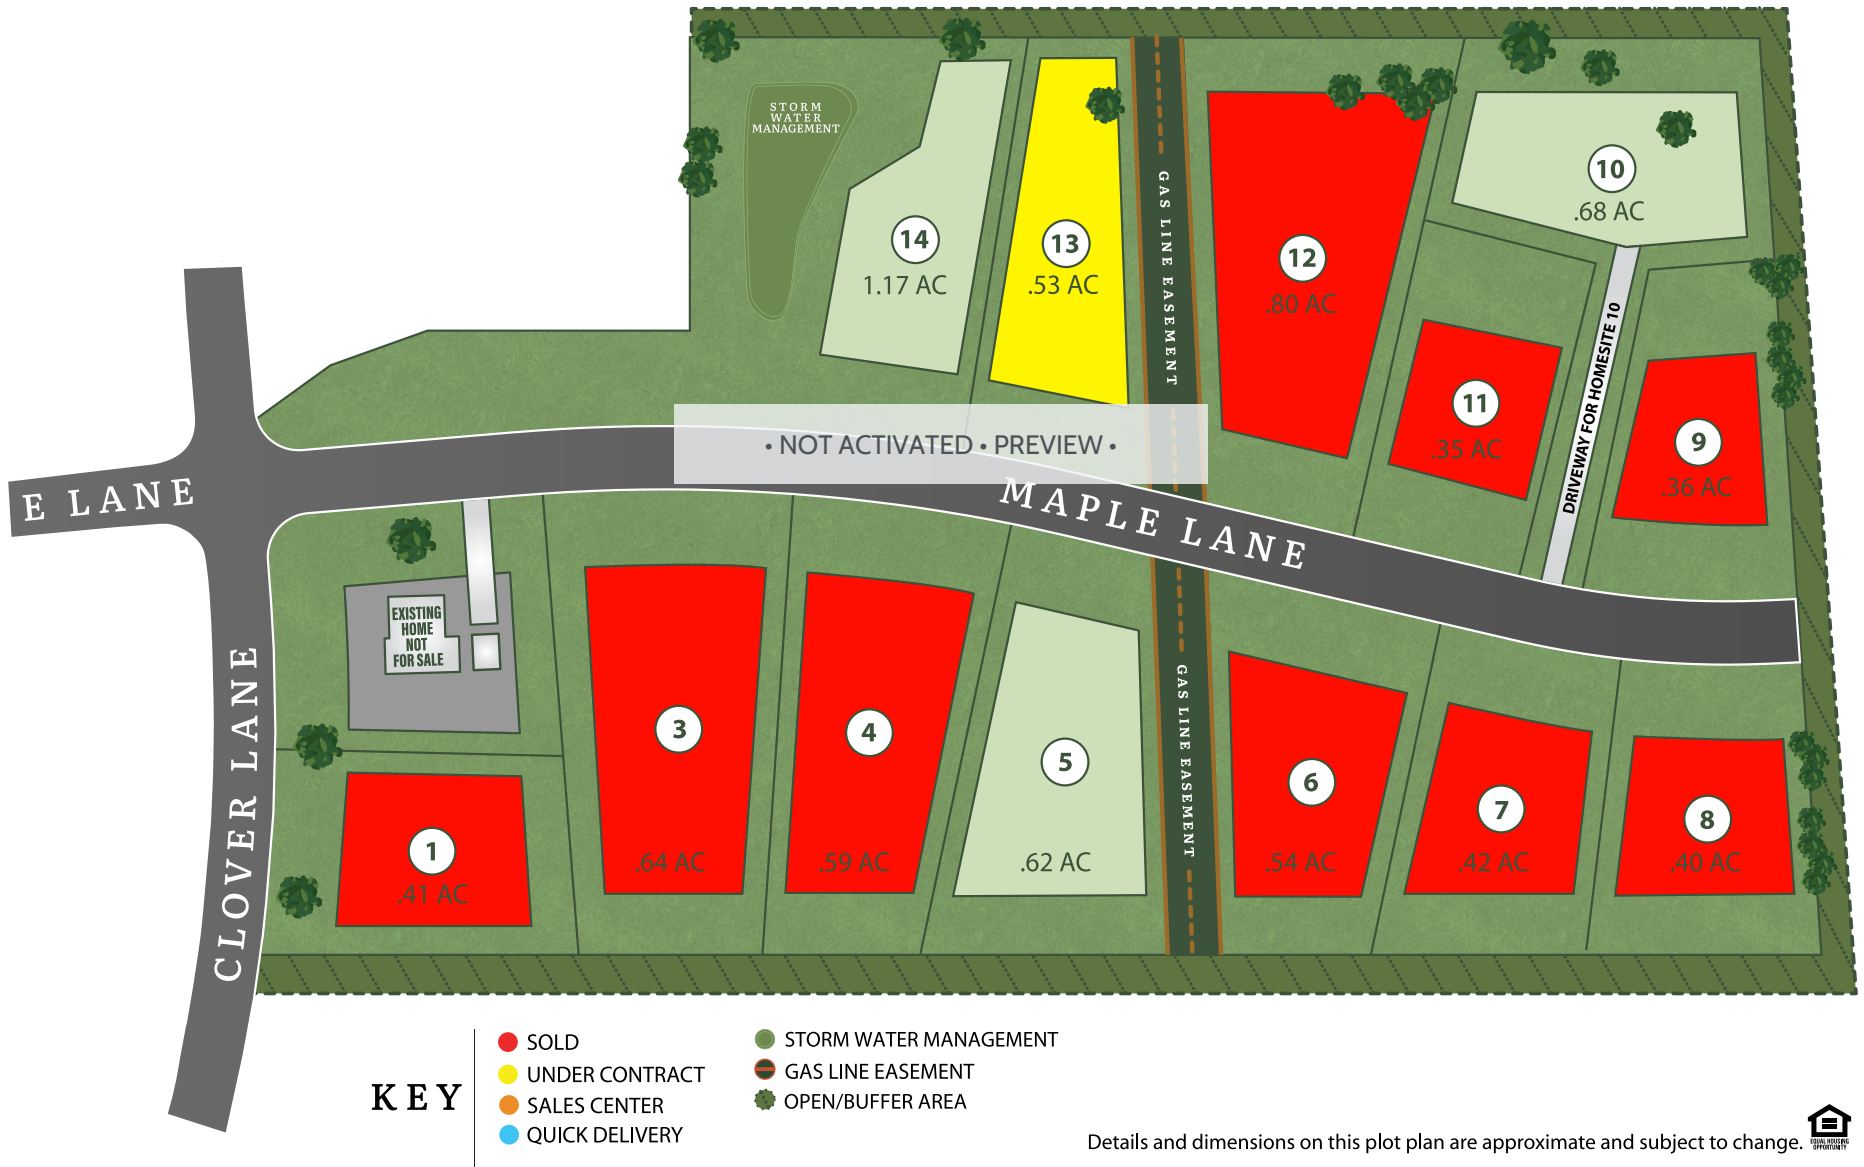 STORM
WATER
MANAGEMENT
14
1.17 AC
13
.53 AC
GAS LINE EASEMENT
12
.80 AC
10
.68 AC
11
.35 AC
DRIVEWAY FOR HOMESITE 10
9
.36 AC
• NOT ACTIVATED • PREVIEW •
E LANE
MAPLE LANE
CLOVER LANE
EXISTING
HOME
NOT
FOR SALE
1
.41 AC
3
.64 AC
4
.59 AC
5
.62 AC
GAS LINE EASEMENT
6
.54 AC
7
.42 AC
8
.40 AC
KEY
SOLD
UNDER CONTRACT
SALES CENTER
QUICK DELIVERY
STORM WATER MANAGEMENT
GAS LINE EASEMENT
OPEN/BUFFER AREA
Details and dimensions on this plot plan are approximate and subject to change.
EQUAL HOUSING
OPPORTUNITY